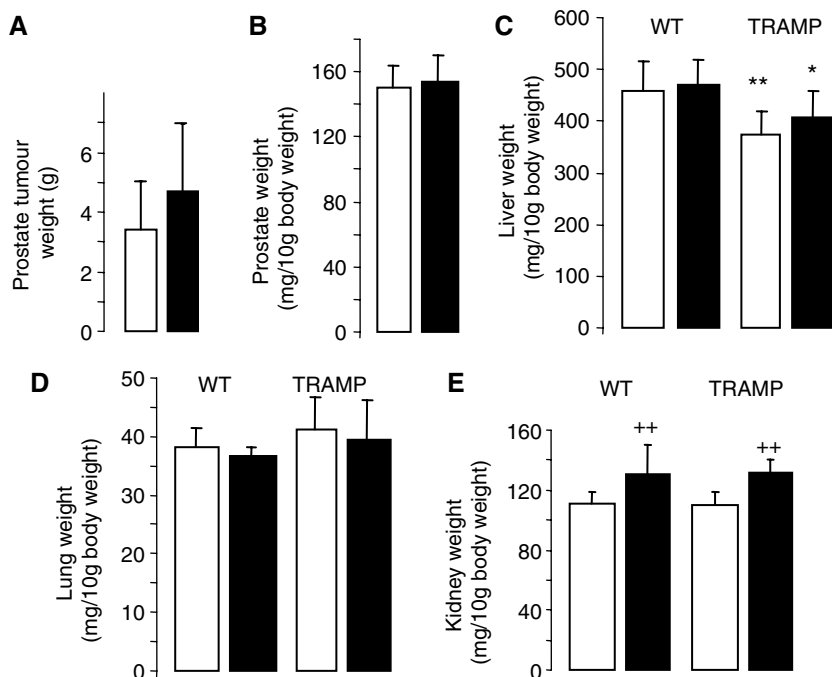 A
Prostate tumour
weight (g)
6
4
2
0
B
Prostate weight
(mg/10g body weight)
160
120
80
40
0
C
Liver weight
(mg/10g body weight)
600
500
400
300
200
100
0
WT TRAMP
**
*
D
Lung weight
(mg/10g body weight)
50
40
30
20
10
0
WT TRAMP
E
Kidney weight
(mg/10g body weight)
160
120
80
40
0
WT TRAMP
++
++